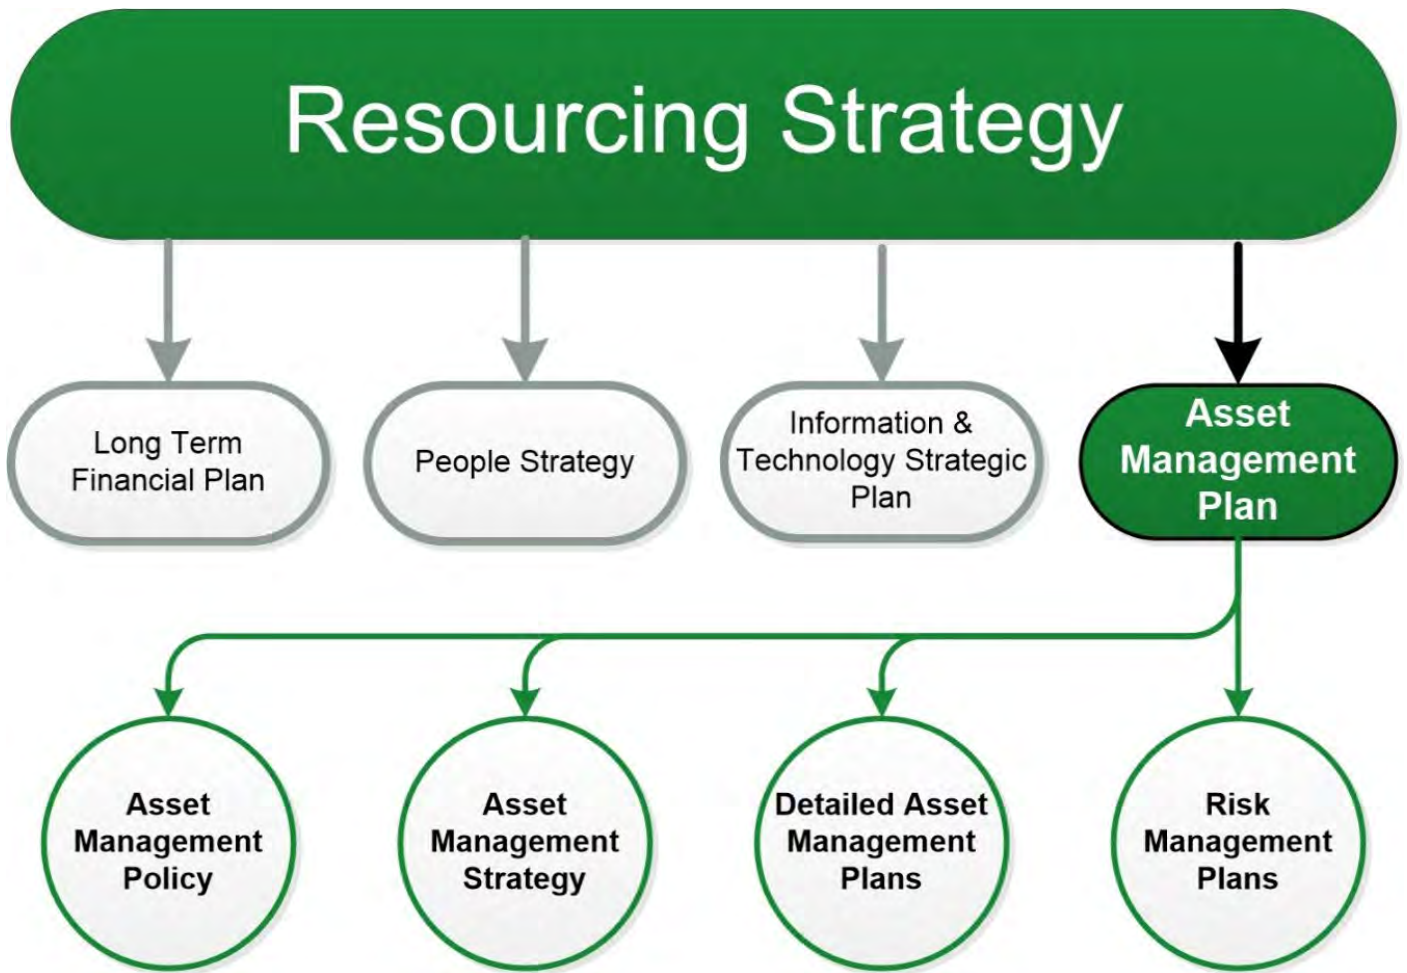 Resourcing Strategy
Long Term
Financial Plan
People Strategy
Information &
Technology Strategic
Plan
Asset
Management
Plan
Asset
Management
Policy
Asset
Management
Strategy
Detailed Asset
Management
Plans
Risk
Management
Plans